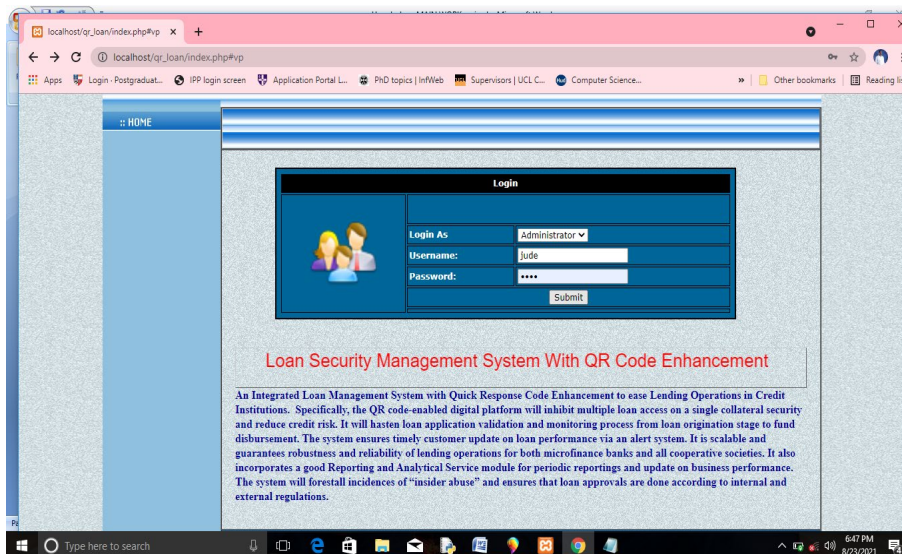 localhost/qr_loan/index.php#vp
localhost/qr_loan/index.php#vp
Apps Login · Postgraduat... IPP login screen Application Portal L... PhD topics | InfWeb Supervisors | UCL C... Computer Science... » Other bookmarks Reading li
:: HOME
Login
Login As Administrator
Username: jude
Password: ••••
Submit
Loan Security Management System With QR Code Enhancement
An Integrated Loan Management System with Quick Response Code Enhancement to ease Lending Operations in Credit
Institutions. Specifically, the QR code-enabled digital platform will inhibit multiple loan access on a single collateral security
and reduce credit risk. It will hasten loan application validation and monitoring process from loan origination stage to fund
disbursement. The system ensures timely customer update on loan performance via an alert system. It is scalable and
guarantees robustness and reliability of lending operations for both microfinance banks and all cooperative societies. It also
incorporates a good Reporting and Analytical Service module for periodic reportings and update on business performance.
The system will forestall incidences of “insider abuse” and ensures that loan approvals are done according to internal and
external regulations.
Type here to search
6:47 PM
8/23/2021